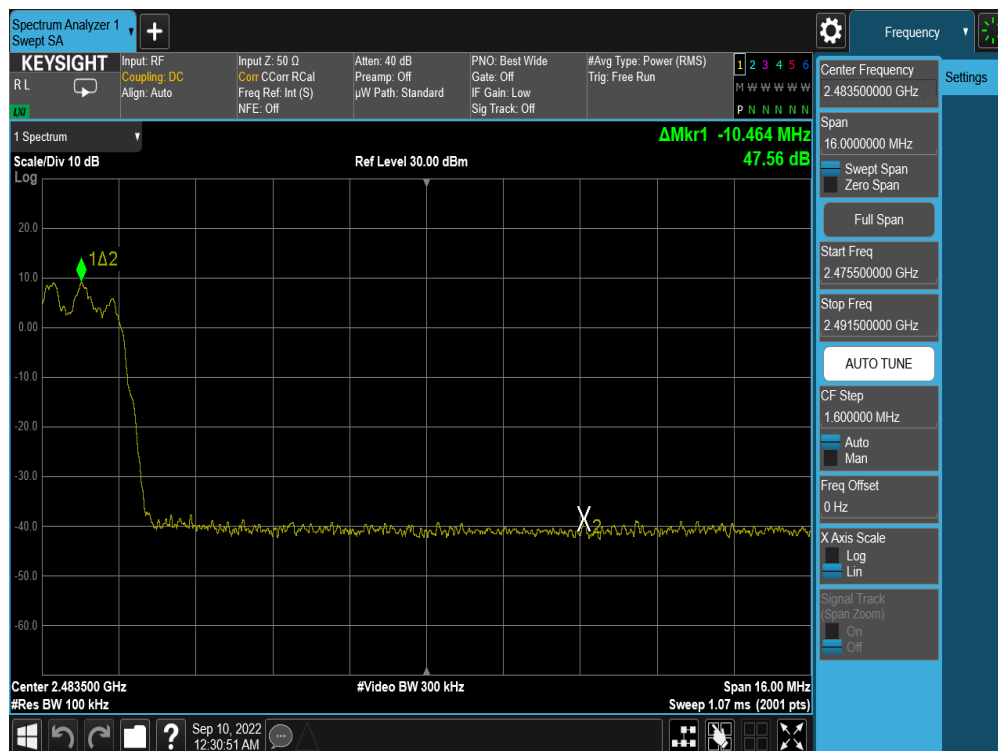 Spectrum Analyzer 1
Swept SA
Frequency
KEYSIGHT
R L
LXI
Input: RF
Coupling: DC
Align: Auto
Input Z: 50 Ω
Corr CCorr RCal
Freq Ref: Int (S)
NFE: Off
Atten: 40 dB
Preamp: Off
µW Path: Standard
PNO: Best Wide
Gate: Off
IF Gain: Low
Sig Track: Off
#Avg Type: Power (RMS)
Trig: Free Run
1 2 3 4 5 6
M W W W W W
P N N N N N
1 Spectrum
ΔMkr1 -10.464 MHz
47.56 dB
Scale/Div 10 dB
Ref Level 30.00 dBm
Log
20.0
1Δ2
10.0
0.00
-10.0
-20.0
-30.0
-40.0
2
-50.0
-60.0
Center 2.483500 GHz
#Video BW 300 kHz
Span 16.00 MHz
#Res BW 100 kHz
Sweep 1.07 ms (2001 pts)
Sep 10, 2022
12:30:51 AM
Center Frequency
2.483500000 GHz
Settings
Span
16.0000000 MHz
Swept Span
Zero Span
Full Span
Start Freq
2.475500000 GHz
Stop Freq
2.491500000 GHz
AUTO TUNE
CF Step
1.600000 MHz
Auto
Man
Freq Offset
0 Hz
X Axis Scale
Log
Lin
Signal Track
(Span Zoom)
On
Off